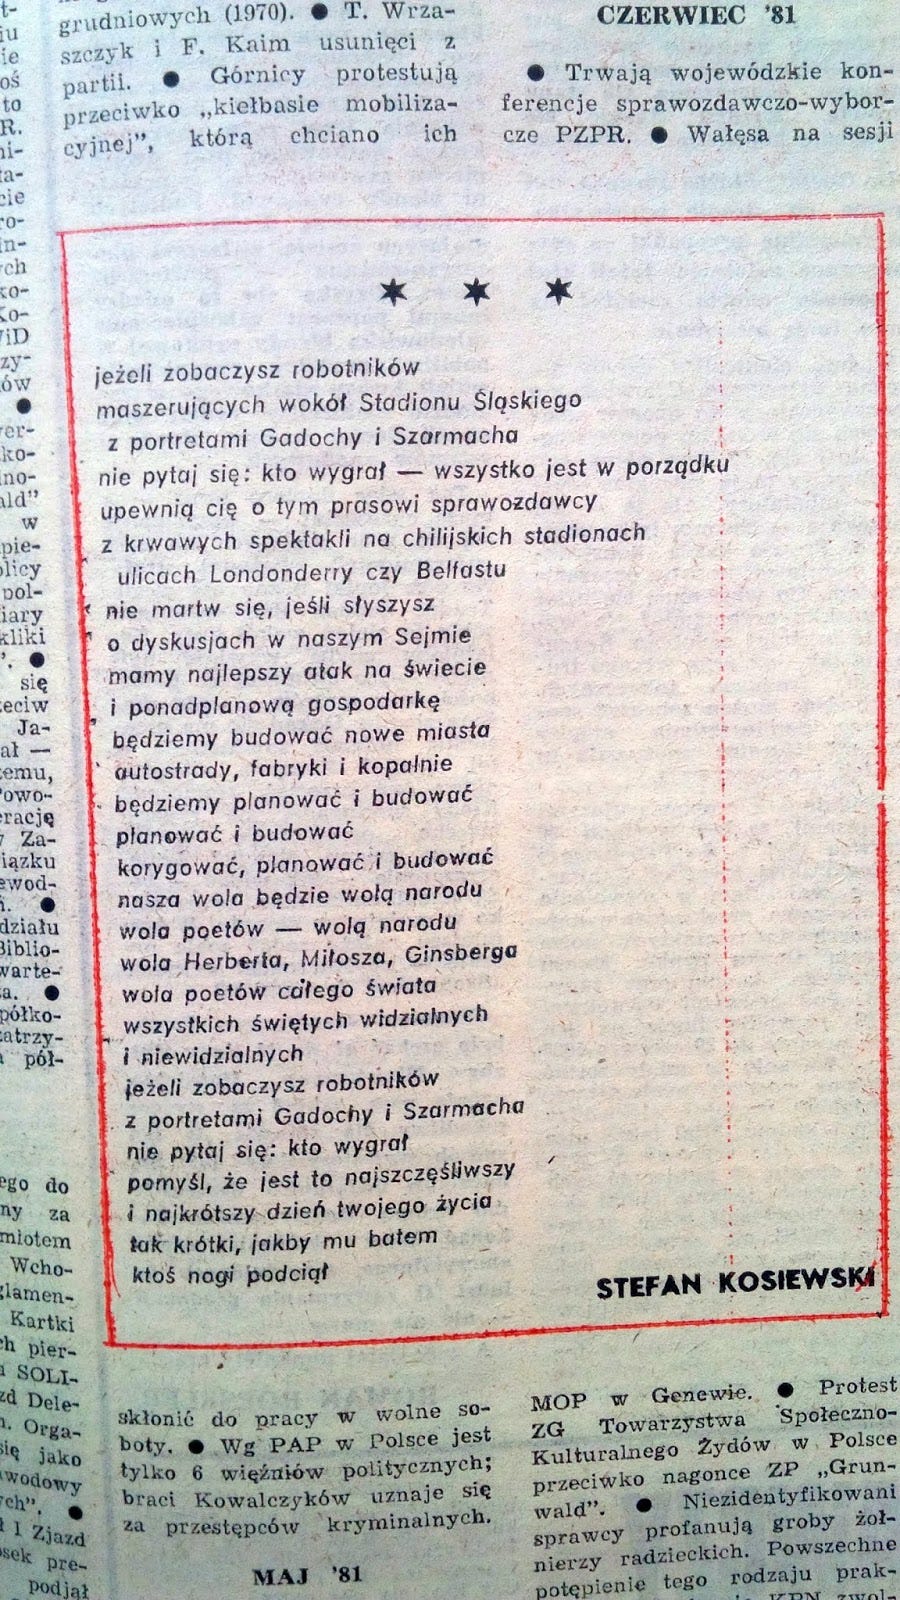 grudniowych (1970). ● T. Wrza-
szczyk i F. Kaim usunięci z
partii. ● Górnicy protestują
przeciwko „kiełbasie mobiliza-
cyjnej”, którą chciano ich
CZERWIEC '81
● Trwają wojewódzkie kon-
ferencje sprawozdawczo-wybor-
cze PZPR. ● Wałęsa na sesji
★ ★ ★
jeżeli zobaczysz robotników
maszerujących wokół Stadionu Śląskiego
z portretami Gadochy i Szarmacha
nie pytaj się: kto wygrał — wszystko jest w porządku
upewnią cię o tym prasowi sprawozdawcy
z krwawych spektakli na chilijskich stadionach
ulicach Londonderry czy Belfastu
nie martw się, jeśli słyszysz
o dyskusjach w naszym Sejmie
mamy najlepszy atak na świecie
i ponadplanową gospodarkę
będziemy budować nowe miasta
autostrady, fabryki i kopalnie
będziemy planować i budować
planować i budować
korygować, planować i budować
nasza wola będzie wolą narodu
wola poetów — wolą narodu
wola Herberta, Miłosza, Ginsberga
wola poetów całego świata
wszystkich świętych widzialnych
i niewidzialnych
jeżeli zobaczysz robotników
z portretami Gadochy i Szarmacha
nie pytaj się: kto wygrał
pomyśl, że jest to najszczęśliwszy
i najkrótszy dzień twojego życia
tak krótki, jakby mu batem
ktoś nogi podciął
STEFAN KOSIEWSKI
skłonić do pracy w wolne so-
boty. ● Wg PAP w Polsce jest
tylko 6 więźniów politycznych;
braci Kowalczyków uznaje się
za przestępców kryminalnych.
MAJ '81
MOP w Genewie. ● Protest
ZG Towarzystwa Społeczno-
Kulturalnego Żydów w Polsce
przeciwko nagonce ZP „Grun-
wald”. ● Niezidentyfikowani
sprawcy profanują groby żoł-
nierzy radzieckich. Powszechne
potępienie tego rodzaju prak-